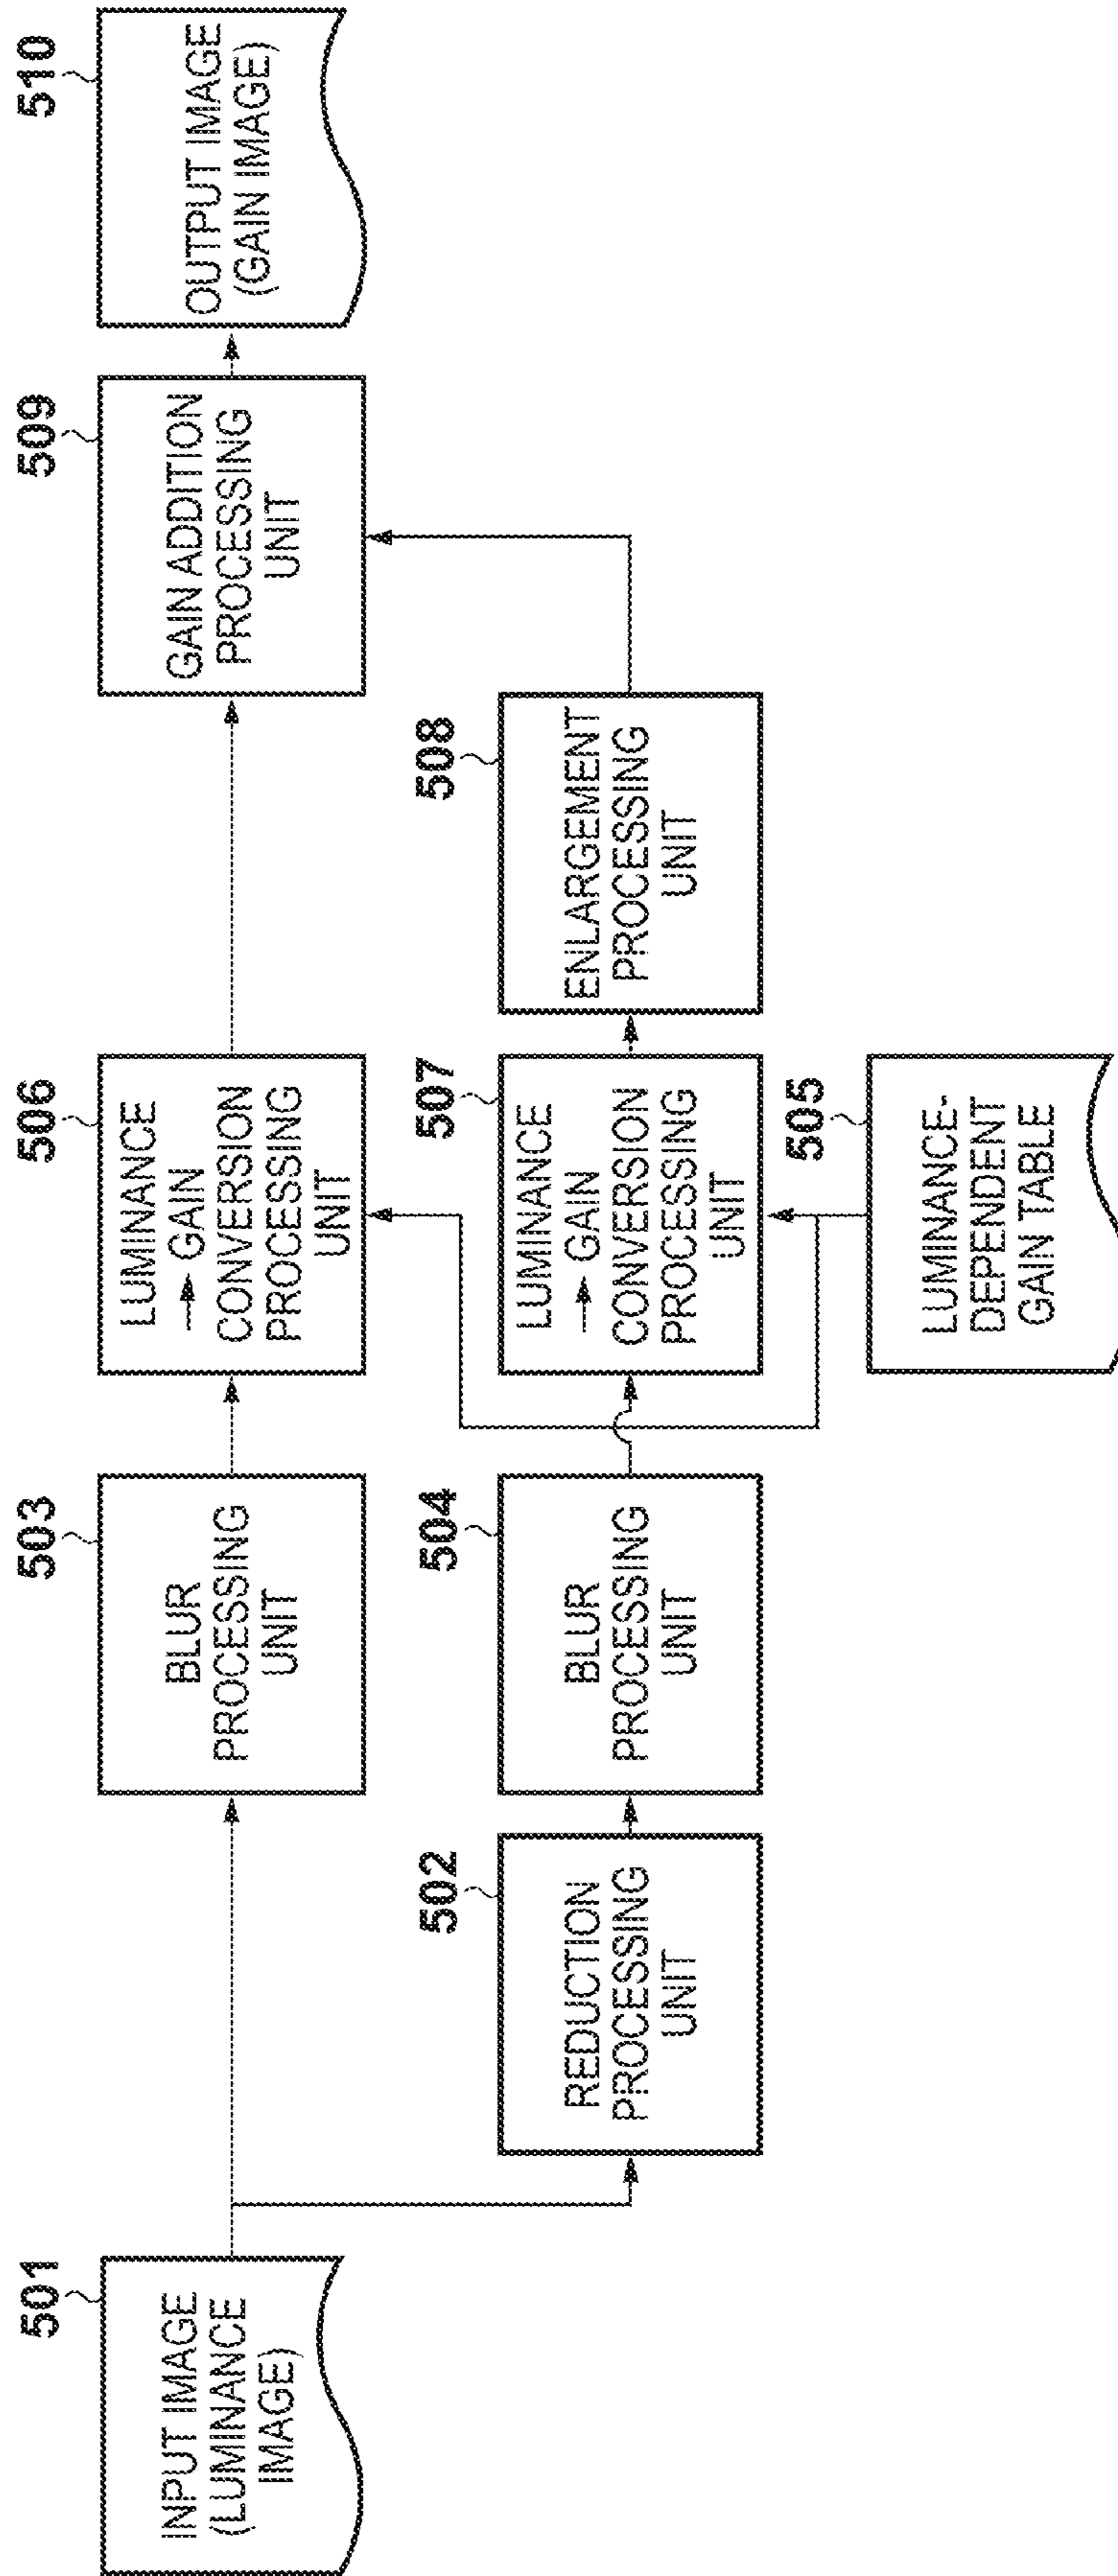 501
INPUT IMAGE
(LUMINANCE
IMAGE)
502
REDUCTION
PROCESSING
UNIT
503
BLUR
PROCESSING
UNIT
504
BLUR
PROCESSING
UNIT
505
LUMINANCE-
DEPENDENT
GAIN TABLE
506
LUMINANCE
→ GAIN
CONVERSION
PROCESSING
UNIT
507
LUMINANCE
→ GAIN
CONVERSION
PROCESSING
UNIT
508
ENLARGEMENT
PROCESSING
UNIT
509
GAIN ADDITION
PROCESSING
UNIT
510
OUTPUT IMAGE
(GAIN IMAGE)